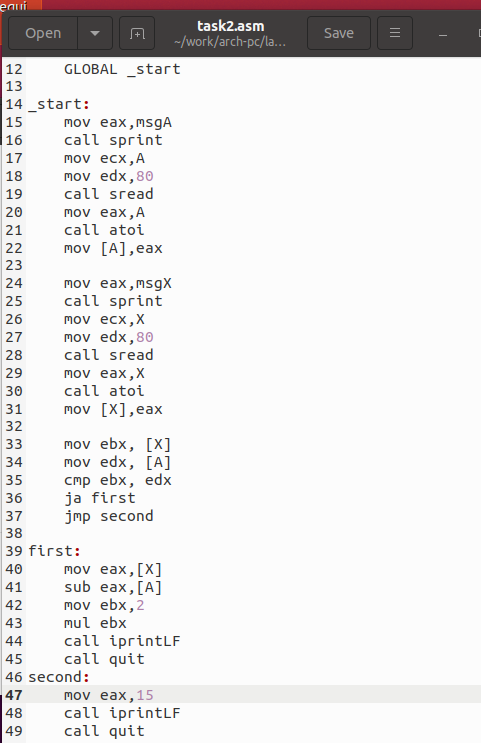 equi
Open
task2.asm
~/work/arch-pc/la...
Save
12 GLOBAL _start
13
14 _start:
15 mov eax,msgA
16 call sprint
17 mov ecx,A
18 mov edx,80
19 call sread
20 mov eax,A
21 call atoi
22 mov [A],eax
23
24 mov eax,msgX
25 call sprint
26 mov ecx,X
27 mov edx,80
28 call sread
29 mov eax,X
30 call atoi
31 mov [X],eax
32
33 mov ebx, [X]
34 mov edx, [A]
35 cmp ebx, edx
36 ja first
37 jmp second
38
39 first:
40 mov eax,[X]
41 sub eax,[A]
42 mov ebx,2
43 mul ebx
44 call iprintLF
45 call quit
46 second:
47 mov eax,15
48 call iprintLF
49 call quit